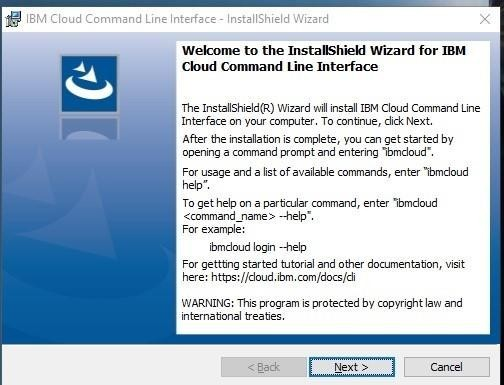 IBM Cloud Command Line Interface - InstallShield Wizard
Welcome to the InstallShield Wizard for IBM
Cloud Command Line Interface
The InstallShield(R) Wizard will install IBM Cloud Command Line
Interface on your computer. To continue, click Next.
After the installation is complete, you can get started by
opening a command prompt and entering "ibmcloud".
For usage and a list of available commands, enter "ibmcloud
help".
To get help on a particular command, enter "ibmcloud
<command_name> --help".
For example:
ibmcloud login --help
For gettting started tutorial and other documentation, visit
here: https://cloud.ibm.com/docs/cli
WARNING: This program is protected by copyright law and
international treaties.
< Back
Next >
Cancel